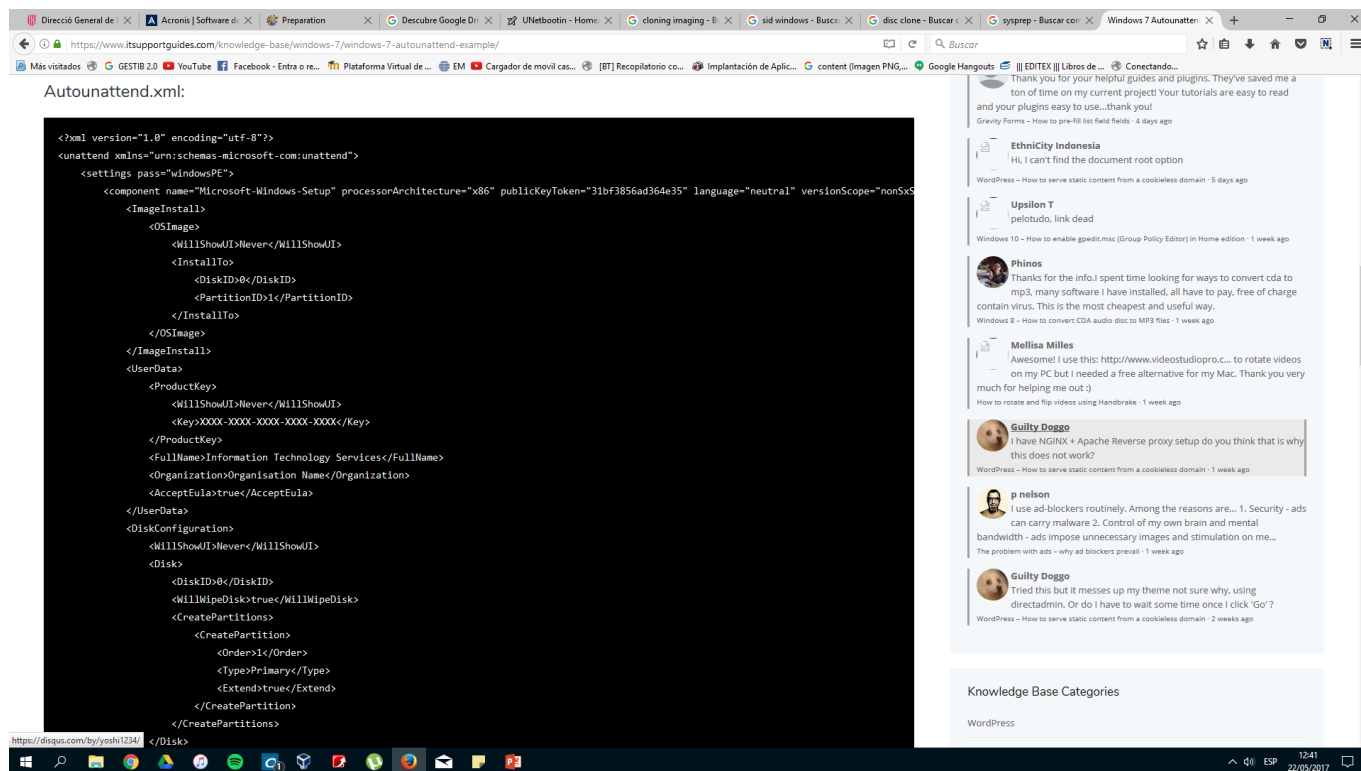 Direcció General de F
Acronis | Software de
Preparation
Descubre Google Dri
UNetbootin - Home
cloning imaging - B
sid windows - Busca
disc clone - Buscar c
sysprep - Buscar con
Windows 7 Autounatten
https://www.itsupportguides.com/knowledge-base/windows-7/windows-7-autounattend-example/
Buscar
Más visitados
GESTIB 2.0
YouTube
Facebook - Entra o re...
Plataforma Virtual de ...
EM
Cargador de movil cas...
[BT] Recopilatorio co...
Implantación de Aplic...
content (Imagen PNG,...
Google Hangouts
||| EDITEX ||| Libros de ...
Conectando...
Autounattend.xml:
<?xml version="1.0" encoding="utf-8"?>
<unattend xmlns="urn:schemas-microsoft-com:unattend">
<settings pass="windowsPE">
<component name="Microsoft-Windows-Setup" processorArchitecture="x86" publicKeyToken="31bf3856ad364e35" language="neutral" versionScope="nonSxS
<ImageInstall>
<OSImage>
<WillShowUI>Never</WillShowUI>
<InstallTo>
<DiskID>0</DiskID>
<PartitionID>1</PartitionID>
</InstallTo>
</OSImage>
</ImageInstall>
<UserData>
<ProductKey>
<WillShowUI>Never</WillShowUI>
<Key>XXXX-XXXX-XXXX-XXXX-XXXX</Key>
</ProductKey>
<FullName>Information Technology Services</FullName>
<Organization>Organisation Name</Organization>
<AcceptEula>true</AcceptEula>
</UserData>
<DiskConfiguration>
<WillShowUI>Never</WillShowUI>
<Disk>
<DiskID>0</DiskID>
<WillWipeDisk>true</WillWipeDisk>
<CreatePartitions>
<CreatePartition>
<Order>1</Order>
<Type>Primary</Type>
<Extend>true</Extend>
</CreatePartition>
</CreatePartitions>
</Disk>
https://disqus.com/by/yoshi1234/
Thank you for your helpful guides and plugins. They've saved me a
ton of time on my current project! Your tutorials are easy to read
and your plugins easy to use...thank you!
Gravity Forms – How to pre-fill list field fields · 4 days ago
EthniCity Indonesia
Hi, I can't find the document root option
WordPress – How to serve static content from a cookieless domain · 5 days ago
Upsilon T
pelotudo, link dead
Windows 10 – How to enable gpedit.msc (Group Policy Editor) in Home edition · 1 week ago
Phinos
Thanks for the info.I spent time looking for ways to convert cda to
mp3, many software I have installed, all have to pay, free of charge
contain virus. This is the most cheapest and useful way.
Windows 8 – How to convert CDA audio disc to MP3 files · 1 week ago
Mellisa Milles
Awesome! I use this: http://www.videostudiopro.c... to rotate videos
on my PC but I needed a free alternative for my Mac. Thank you very
much for helping me out :)
How to rotate and flip videos using Handbrake · 1 week ago
Guilty Doggo
I have NGINX + Apache Reverse proxy setup do you think that is why
this does not work?
WordPress – How to serve static content from a cookieless domain · 1 week ago
p nelson
I use ad-blockers routinely. Among the reasons are... 1. Security - ads
can carry malware 2. Control of my own brain and mental
bandwidth - ads impose unnecessary images and stimulation on me...
The problem with ads – why ad blockers prevail · 1 week ago
Guilty Doggo
Tried this but it messes up my theme not sure why, using
directadmin. Or do I have to wait some time once I click 'Go' ?
WordPress – How to serve static content from a cookieless domain · 2 weeks ago
Knowledge Base Categories
WordPress
ESP
12:41
22/05/2017